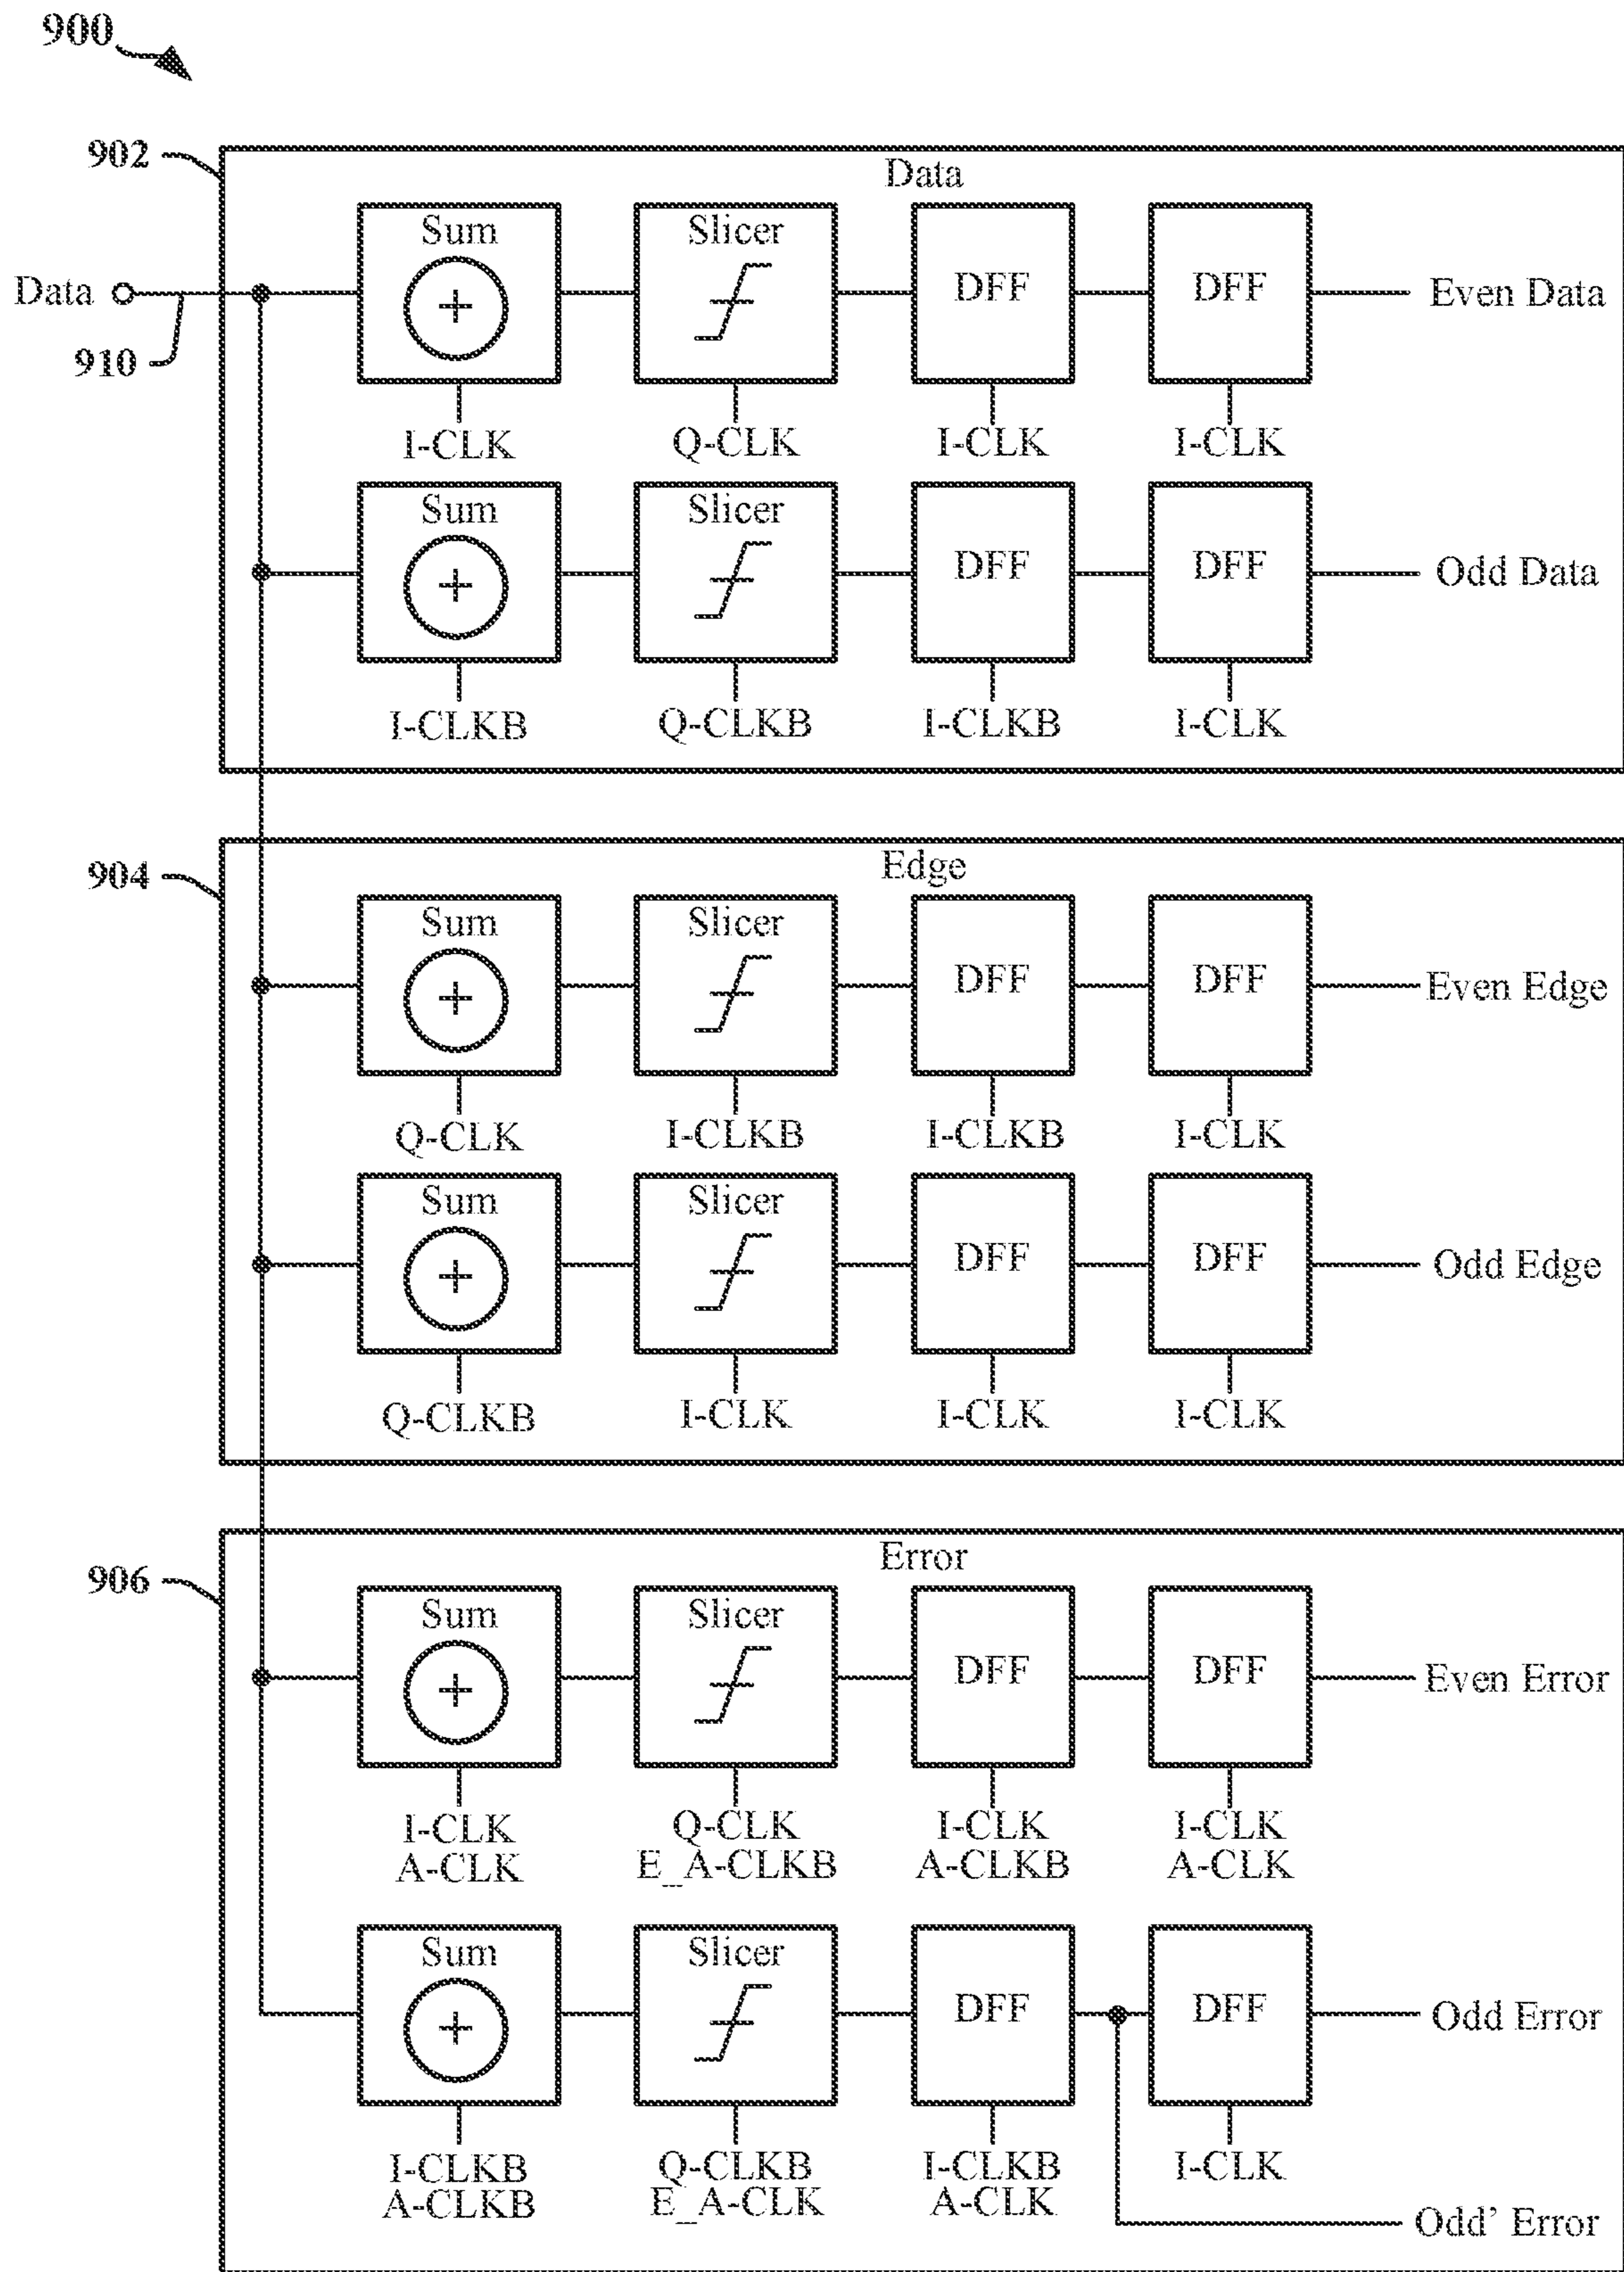 900
902
Data
Sum Slicer DFF DFF
Data + Even Data
910
I-CLK Q-CLK I-CLK I-CLK
Sum Slicer DFF DFF
+ Odd Data
I-CLKB Q-CLKB I-CLKB I-CLK
904
Edge
Sum Slicer DFF DFF
+ Even Edge
Q-CLK I-CLKB I-CLKB I-CLK
Sum Slicer DFF DFF
+ Odd Edge
Q-CLKB I-CLK I-CLK I-CLK
906
Error
Sum Slicer DFF DFF
+ Even Error
I-CLK Q-CLK I-CLK I-CLK
A-CLK E_A-CLKB A-CLKB A-CLK
Sum Slicer DFF DFF
+ Odd Error
I-CLKB Q-CLKB I-CLKB I-CLK
A-CLKB E_A-CLK A-CLK
Odd' Error